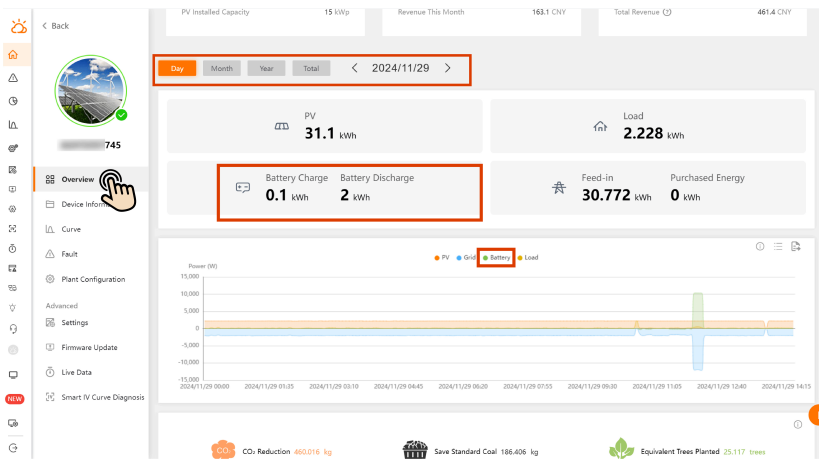 PV Installed Capacity 15 kWp Revenue This Month 163.1 CNY Total Revenue 461.4 CNY
< Back
Day Month Year Total < 2024/11/29 >
745
PV
31.1 kWh
Load
2.228 kWh
Battery Charge Battery Discharge
0.1 kWh 2 kWh
Feed-in Purchased Energy
30.772 kWh 0 kWh
Overview
Device Inform
Curve
Fault
Plant Configuration
Advanced
Settings
Firmware Update
Live Data
Smart IV Curve Diagnosis
NEW
PV Grid Battery Load
Power (W)
15,000
10,000
5,000
0
-5,000
-10,000
-15,000
2024/11/29 00:00 2024/11/29 01:35 2024/11/29 03:10 2024/11/29 04:45 2024/11/29 06:20 2024/11/29 07:55 2024/11/29 09:30 2024/11/29 11:05 2024/11/29 12:40 2024/11/29 14:15
CO₂ CO₂ Reduction 460.016 kg Save Standard Coal 186.406 kg Equivalent Trees Planted 25.117 trees